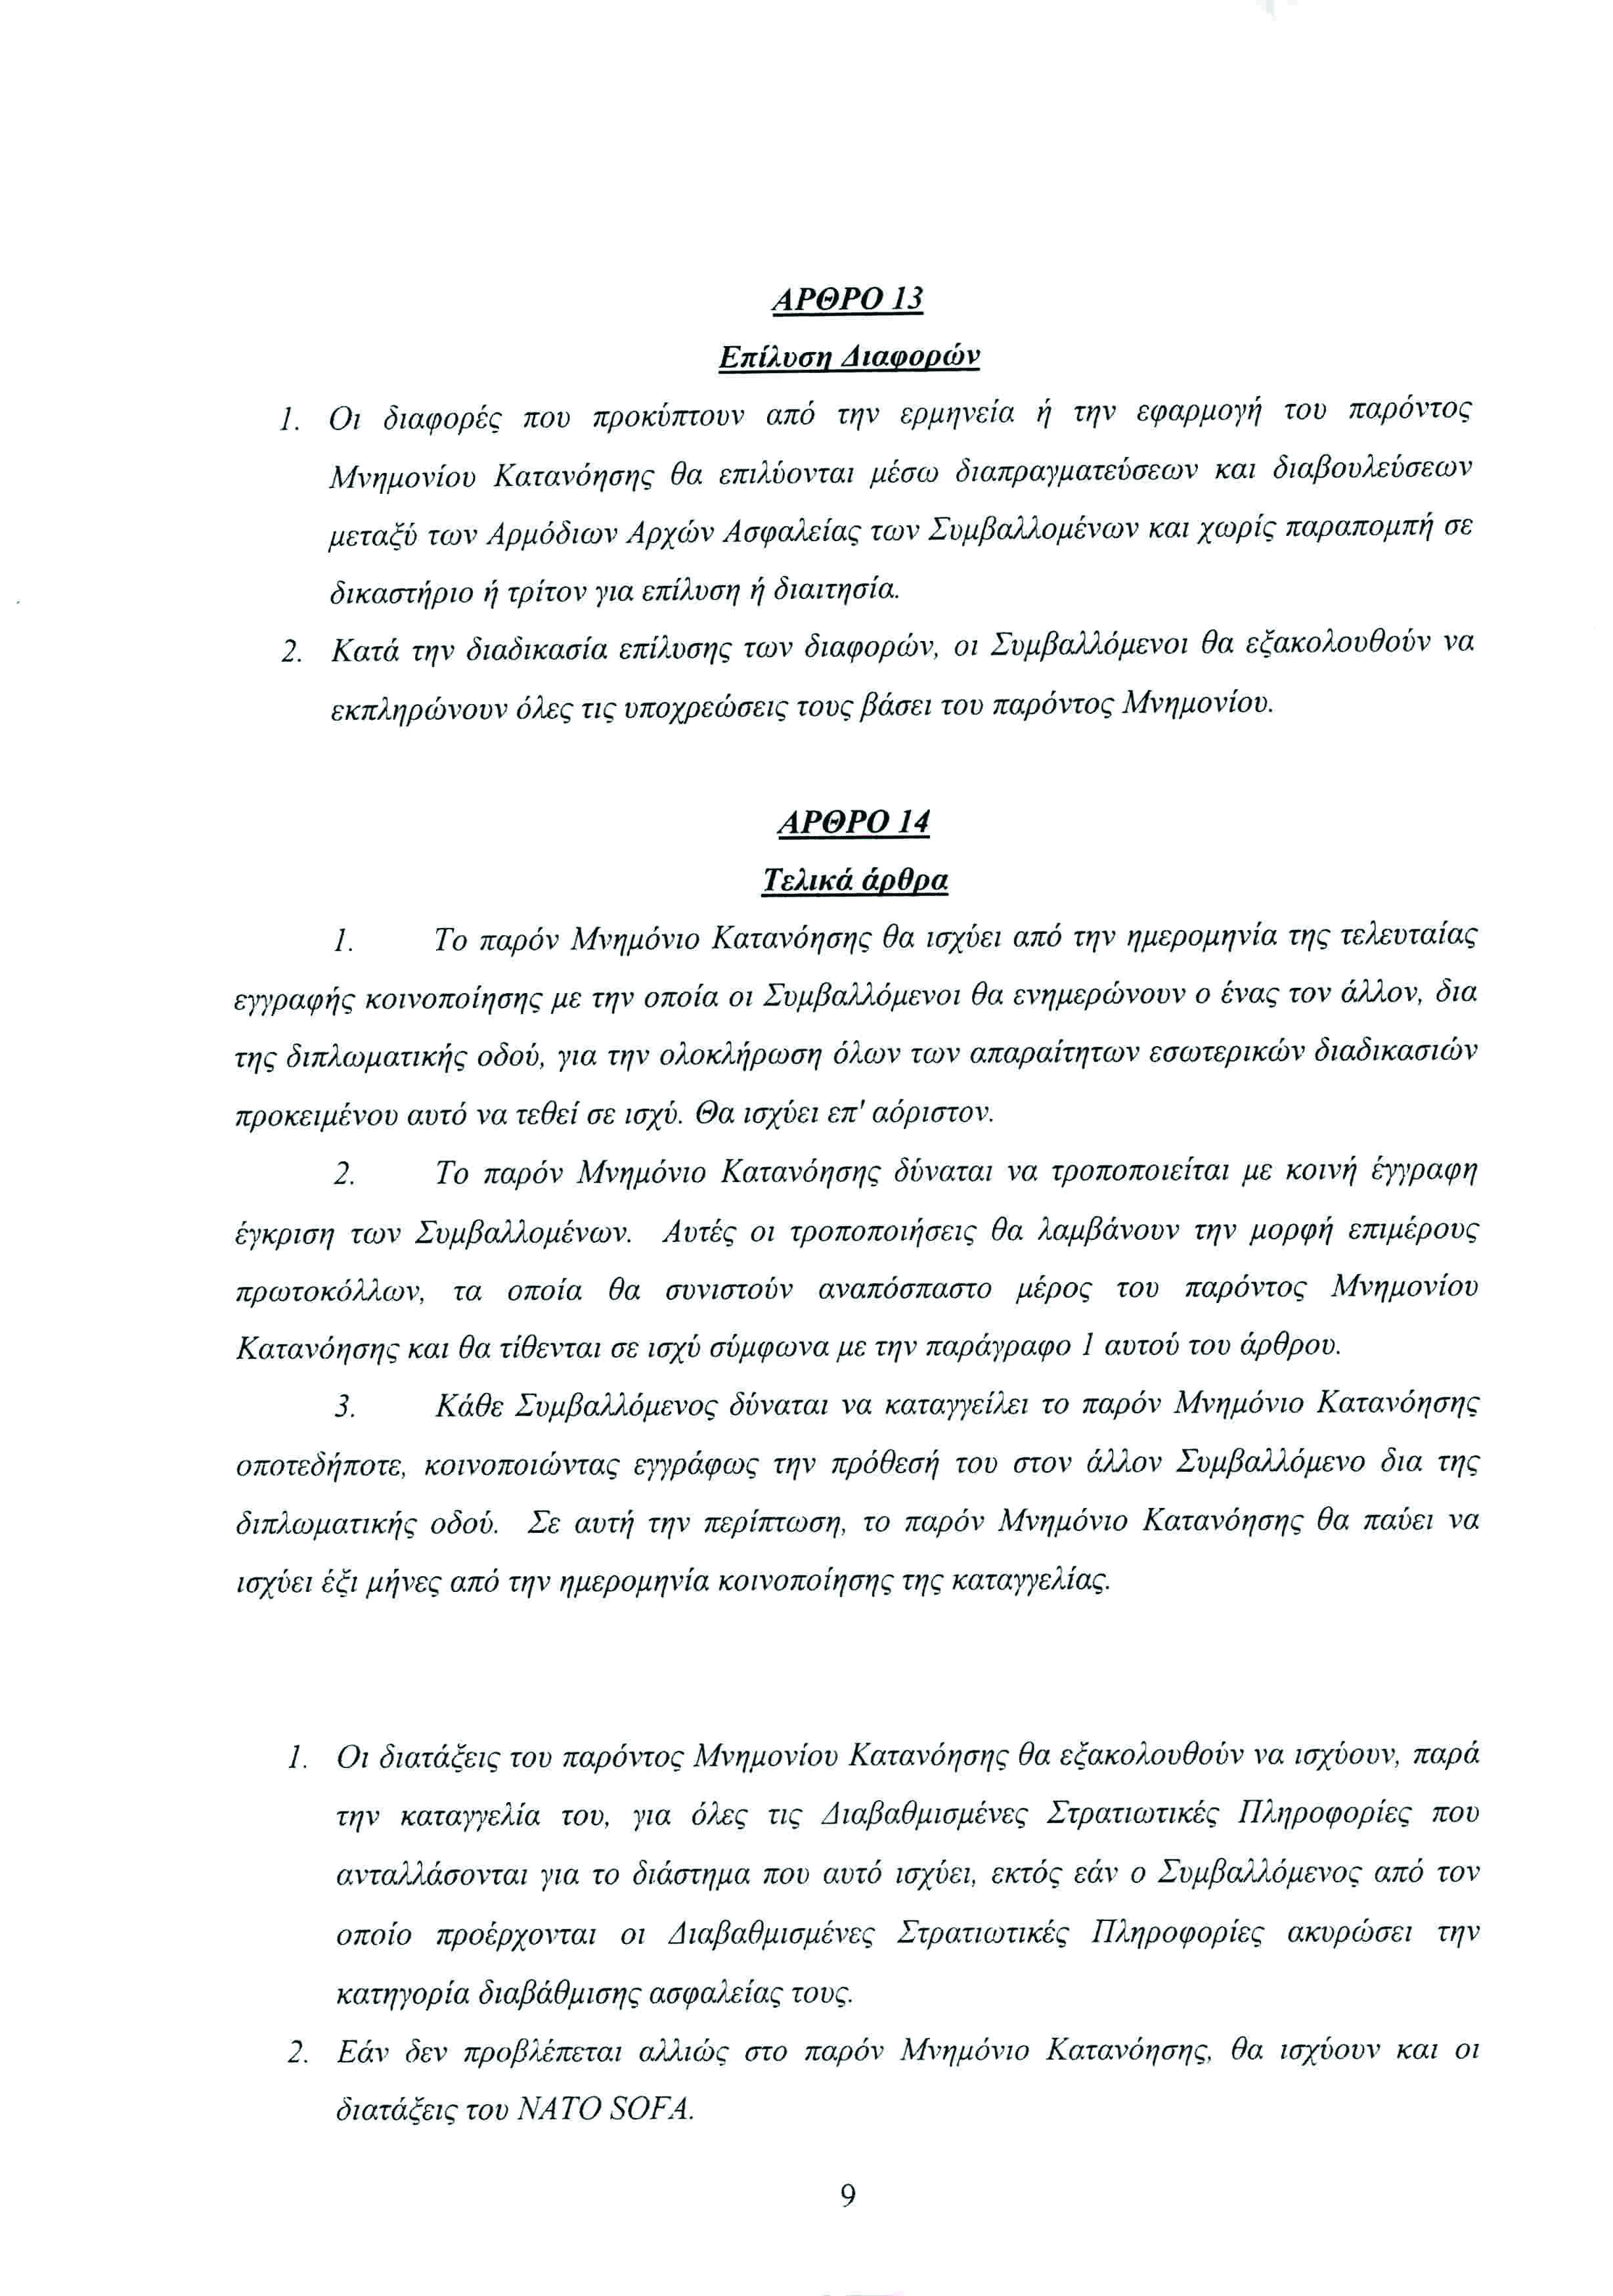 ΑΡΘΡΟ 13
Επίλυση Διαφορών
1. Οι διαφορές που προκύπτουν από την ερμηνεία ή την εφαρμογή του παρόντος
Μνημονίου Κατανόησης θα επιλύονται μέσω διαπραγματεύσεων και διαβουλεύσεων
μεταξύ των Αρμόδιων Αρχών Ασφαλείας των Συμβαλλομένων και χωρίς παραπομπή σε
δικαστήριο ή τρίτον για επίλυση ή διαιτησία.
2. Κατά την διαδικασία επίλυσης των διαφορών, οι Συμβαλλόμενοι θα εξακολουθούν να
εκπληρώνουν όλες τις υποχρεώσεις τους βάσει του παρόντος Μνημονίου.
ΑΡΘΡΟ 14
Τελικά άρθρα
1. Το παρόν Μνημόνιο Κατανόησης θα ισχύει από την ημερομηνία της τελευταίας
εγγραφής κοινοποίησης με την οποία οι Συμβαλλόμενοι θα ενημερώνουν ο ένας τον άλλον, δια
της διπλωματικής οδού, για την ολοκλήρωση όλων των απαραίτητων εσωτερικών διαδικασιών
προκειμένου αυτό να τεθεί σε ισχύ. Θα ισχύει επ' αόριστον.
2. Το παρόν Μνημόνιο Κατανόησης δύναται να τροποποιείται με κοινή έγγραφη
έγκριση των Συμβαλλομένων. Αυτές οι τροποποιήσεις θα λαμβάνουν την μορφή επιμέρους
πρωτοκόλλων, τα οποία θα συνιστούν αναπόσπαστο μέρος του παρόντος Μνημονίου
Κατανόησης και θα τίθενται σε ισχύ σύμφωνα με την παράγραφο 1 αυτού του άρθρου.
3. Κάθε Συμβαλλόμενος δύναται να καταγγείλει το παρόν Μνημόνιο Κατανόησης
οποτεδήποτε, κοινοποιώντας εγγράφως την πρόθεσή του στον άλλον Συμβαλλόμενο δια της
διπλωματικής οδού. Σε αυτή την περίπτωση, το παρόν Μνημόνιο Κατανόησης θα παύει να
ισχύει έξι μήνες από την ημερομηνία κοινοποίησης της καταγγελίας.
1. Οι διατάξεις του παρόντος Μνημονίου Κατανόησης θα εξακολουθούν να ισχύουν, παρά
την καταγγελία του, για όλες τις Διαβαθμισμένες Στρατιωτικές Πληροφορίες που
ανταλλάσονται για το διάστημα που αυτό ισχύει, εκτός εάν ο Συμβαλλόμενος από τον
οποίο προέρχονται οι Διαβαθμισμένες Στρατιωτικές Πληροφορίες ακυρώσει την
κατηγορία διαβάθμισης ασφαλείας τους.
2. Εάν δεν προβλέπεται αλλιώς στο παρόν Μνημόνιο Κατανόησης, θα ισχύουν και οι
διατάξεις του NATO SOFA.
9